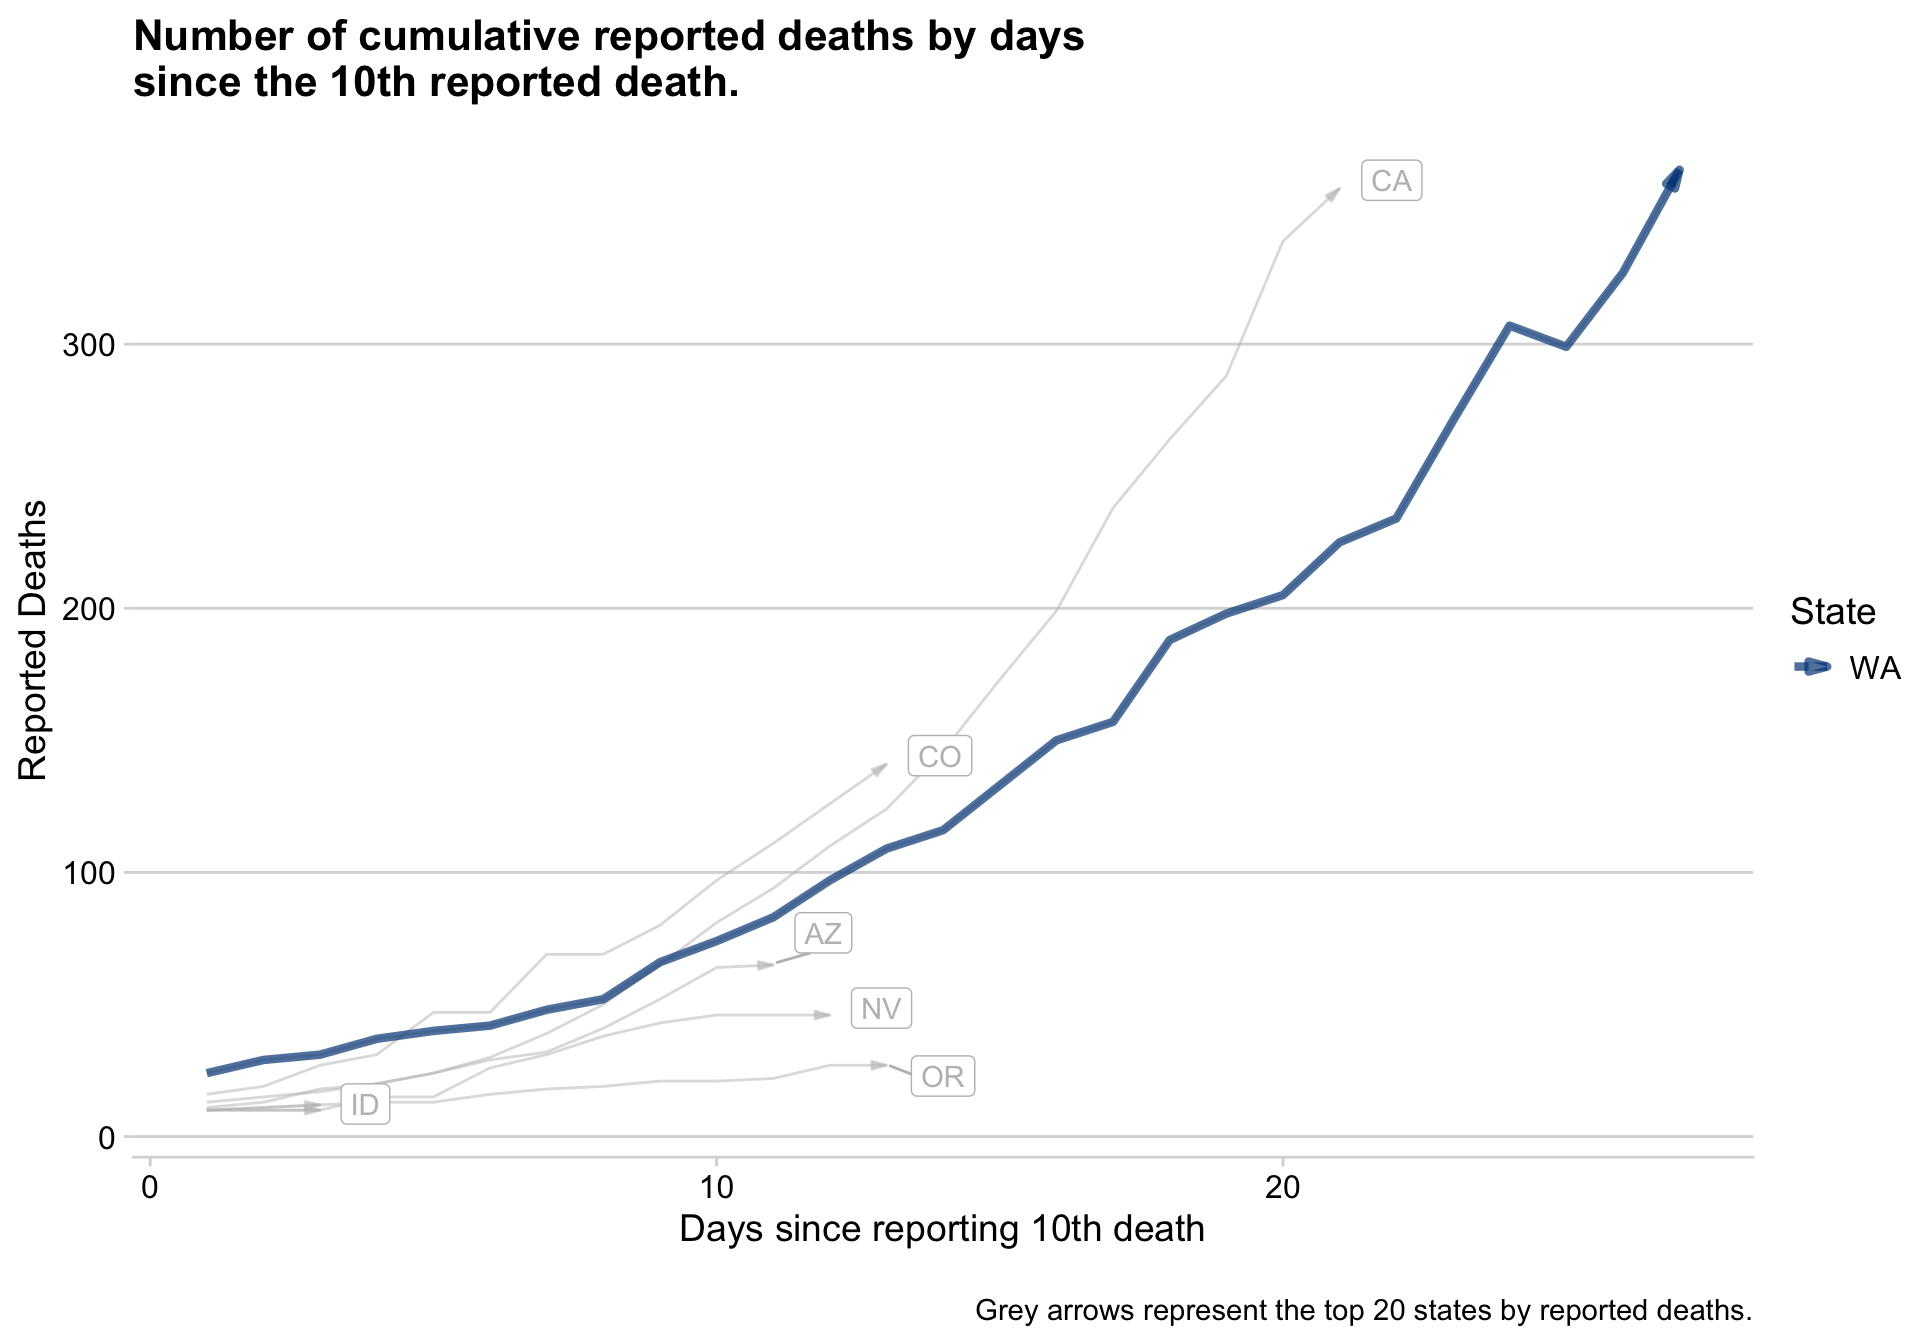 Number of cumulative reported deaths by days
since the 10th reported death.
CA
300
Reported Deaths
200
State
WA
CO
100
AZ
NV
OR
ID
0
0
10
20
Days since reporting 10th death
Grey arrows represent the top 20 states by reported deaths.